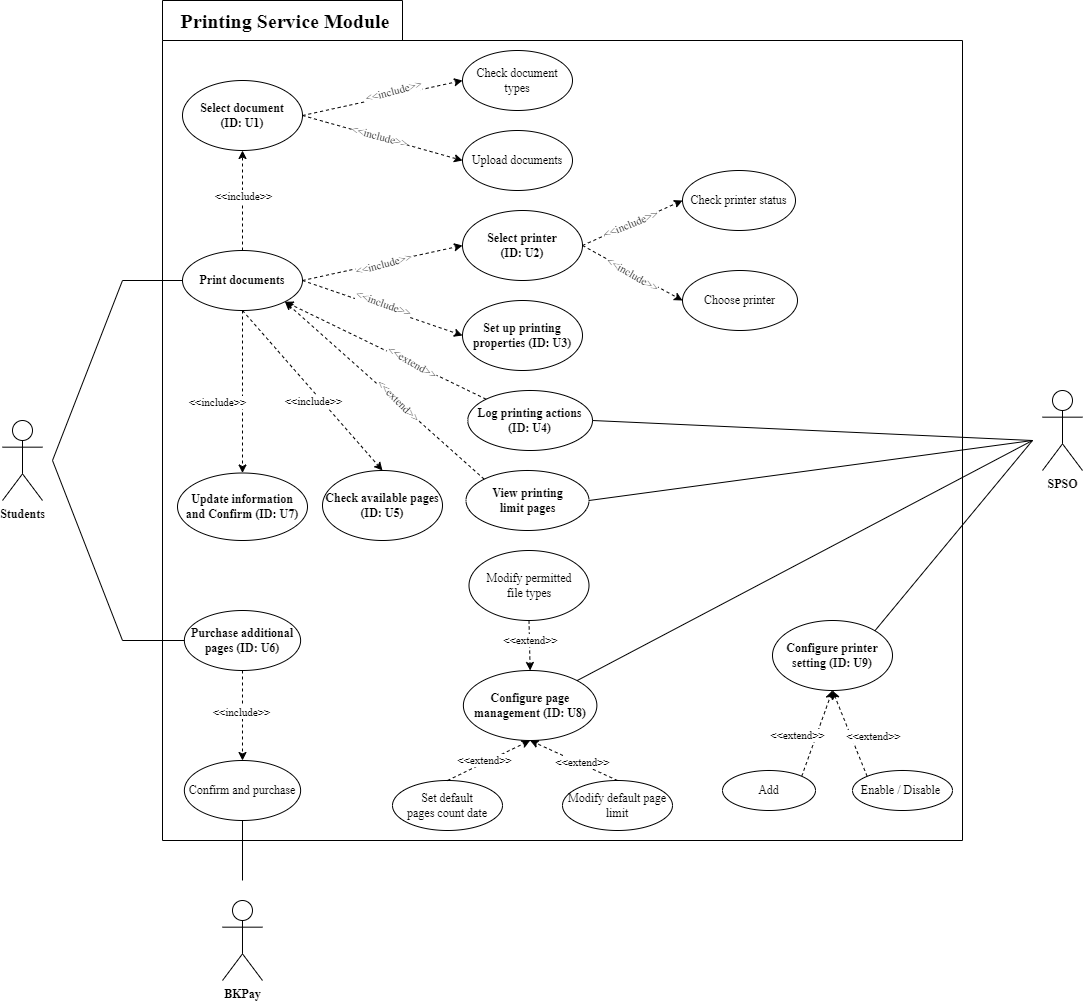 Printing Service Module
Check document
types
<<include>>
Select document
(ID: U1)
<<include>>
Upload documents
<<include>>
Check printer status
<<include>>
Select printer
(ID: U2)
<<include>>
<<include>>
Print documents
Choose printer
<<include>>
Set up printing
properties (ID: U3)
<<extend>>
<<include>>
<<include>>
<<extend>>
Log printing actions
(ID: U4)
SPSO
Students
Update information
and Confirm (ID: U7)
Check available pages
(ID: U5)
View printing
limit pages
Modify permitted
file types
<<extend>>
Purchase additional
pages (ID: U6)
Configure printer
setting (ID: U9)
<<include>>
Configure page
management (ID: U8)
<<extend>>
<<extend>>
<<extend>>
<<extend>>
Confirm and purchase
Set default
pages count date
Modify default page
limit
Add
Enable / Disable
BKPay